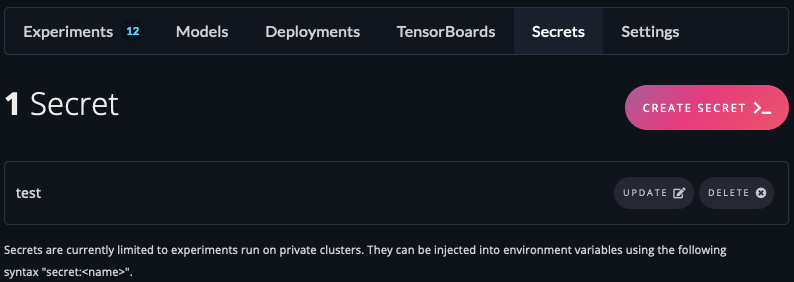 Experiments 12 Models Deployments TensorBoards Secrets Settings
1 Secret
CREATE SECRET
test
UPDATE DELETE
Secrets are currently limited to experiments run on private clusters. They can be injected into environment variables using the following
syntax "secret:<name>".